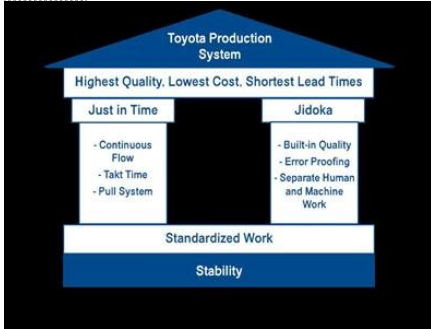 Toyota Production
System
Highest Quality, Lowest Cost, Shortest Lead Times
Just in Time
- Continuous
Flow
- Takt Time
- Pull System
Jidoka
- Built-in Quality
- Error Proofing
- Separate Human
and Machine
Work
Standardized Work
Stability